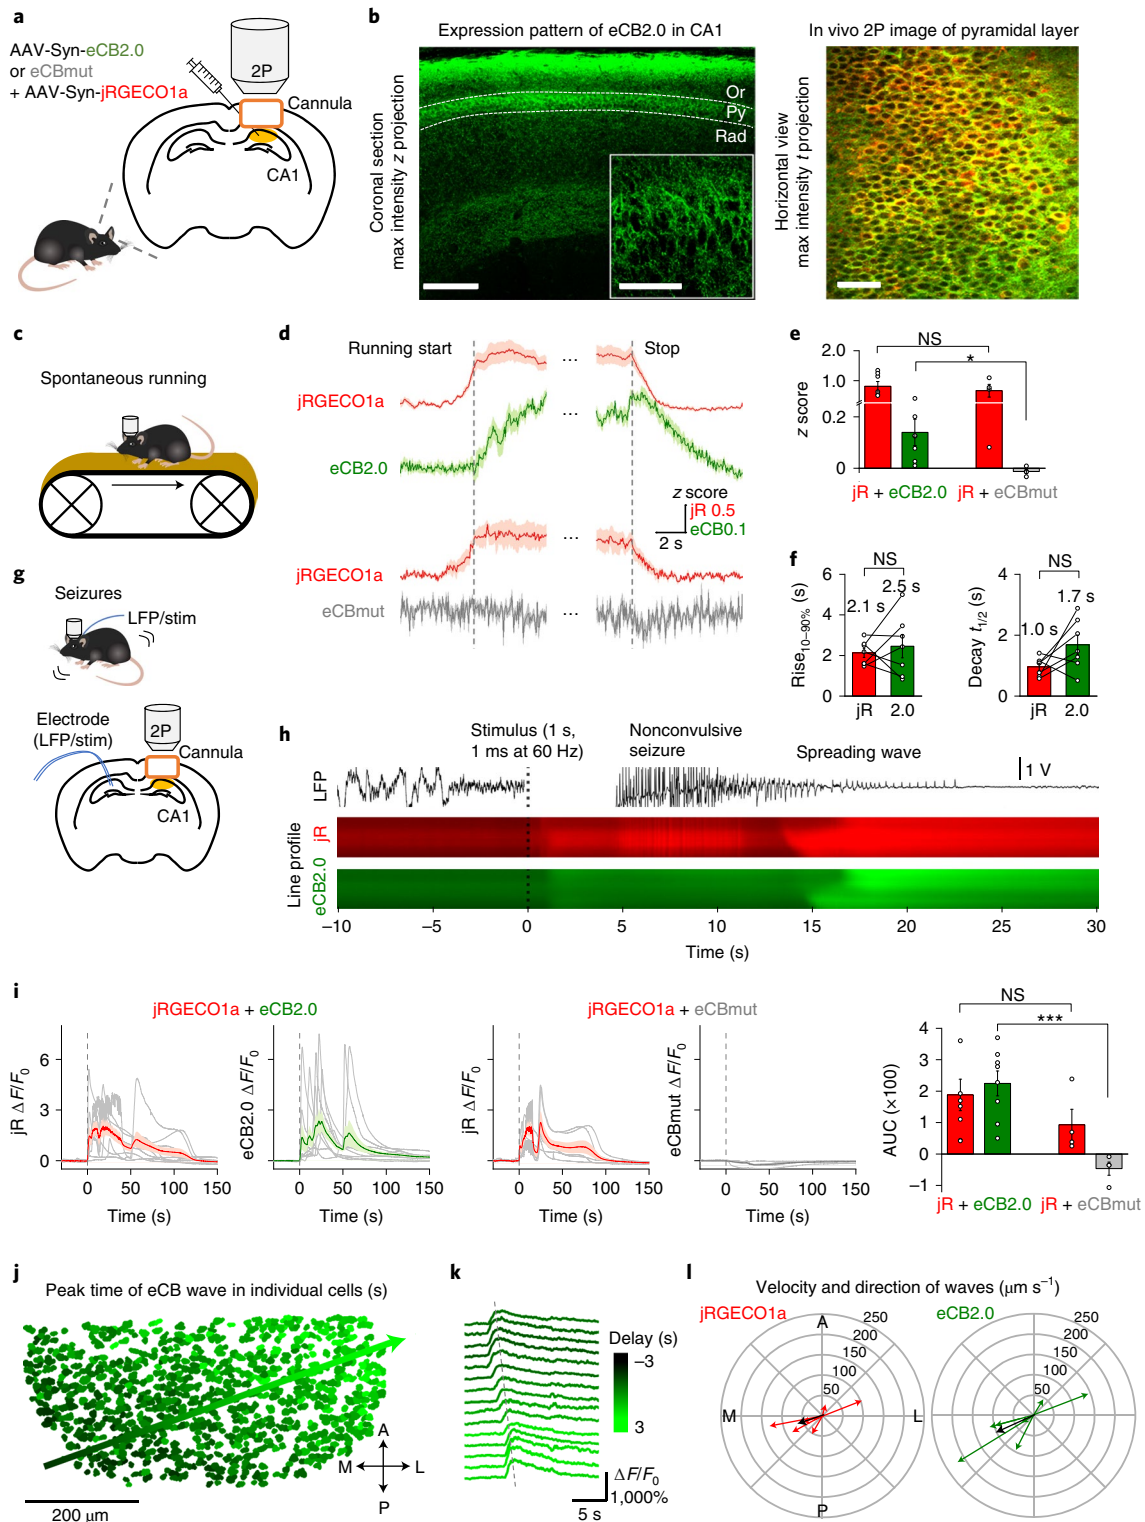 a
AAV-Syn-eCB2.0
or eCBmut
+ AAV-Syn-jRGECO1a
2P
Cannula
CA1
b
Expression pattern of eCB2.0 in CA1
Coronal section
max intensity z projection
Or
Py
Rad
In vivo 2P image of pyramidal layer
Horizontal view
max intensity t projection
c
Spontaneous running
d
Running start
...
Stop
jRGECO1a
...
eCB2.0
z score
jR 0.5
eCB0.1
2 s
...
jRGECO1a
eCBmut
...
e
NS
*
2.0
1.0
0.2
0
z score
jR + eCB2.0
jR + eCBmut
f
NS
6
4
2
0
2.1 s
2.5 s
Rise10–90% (s)
jR
2.0
NS
4
2
0
1.0 s
1.7 s
Decay t1/2 (s)
jR
2.0
g
Seizures
LFP/stim
Electrode
(LFP/stim)
2P
Cannula
CA1
h
Stimulus (1 s,
1 ms at 60 Hz)
Nonconvulsive
seizure
Spreading wave
1 V
LFP
Line profile
jR
eCB2.0
–10
–5
0
5
10
15
20
25
30
Time (s)
i
jRGECO1a + eCB2.0
jR ΔF/F0
6
3
0
0
50
100
150
Time (s)
eCB2.0 ΔF/F0
6
3
0
0
50
100
150
Time (s)
jRGECO1a + eCBmut
jR ΔF/F0
6
3
0
0
50
100
150
Time (s)
eCBmut ΔF/F0
6
3
0
0
50
100
150
Time (s)
NS
***
AUC (×100)
4
3
2
1
0
–1
jR + eCB2.0
jR + eCBmut
j
Peak time of eCB wave in individual cells (s)
A
M
L
P
200 µm
k
Delay (s)
–3
3
ΔF/F0
1,000%
5 s
l
Velocity and direction of waves (µm s–1)
jRGECO1a
A
250
200
150
100
50
M
P
eCB2.0
250
200
150
100
50
L